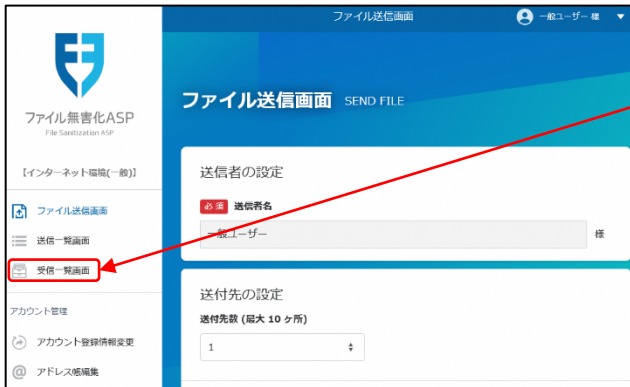 ファイル送信画面
一般ユーザー 様
ファイル無害化ASP
File Sanitization ASP
【インターネット環境(一般)】
ファイル送信画面
送信一覧画面
受信一覧画面
アカウント管理
アカウント登録情報変更
アドレス帳編集
ファイル送信画面 SEND FILE
送信者の設定
必須 送信者名
一般ユーザー 様
送付先の設定
送付先数 (最大 10 ケ所)
1